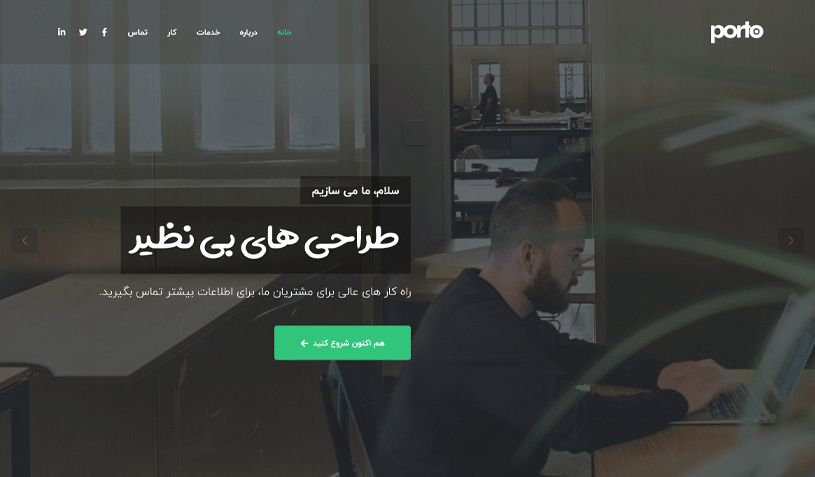 porto
خانه درباره خدمات کار تماس
سلام، ما می سازیم
طراحی های بی نظیر
راه کار های عالی برای مشتریان ما، برای اطلاعات بیشتر تماس بگیرید.
هم اکنون شروع کنید